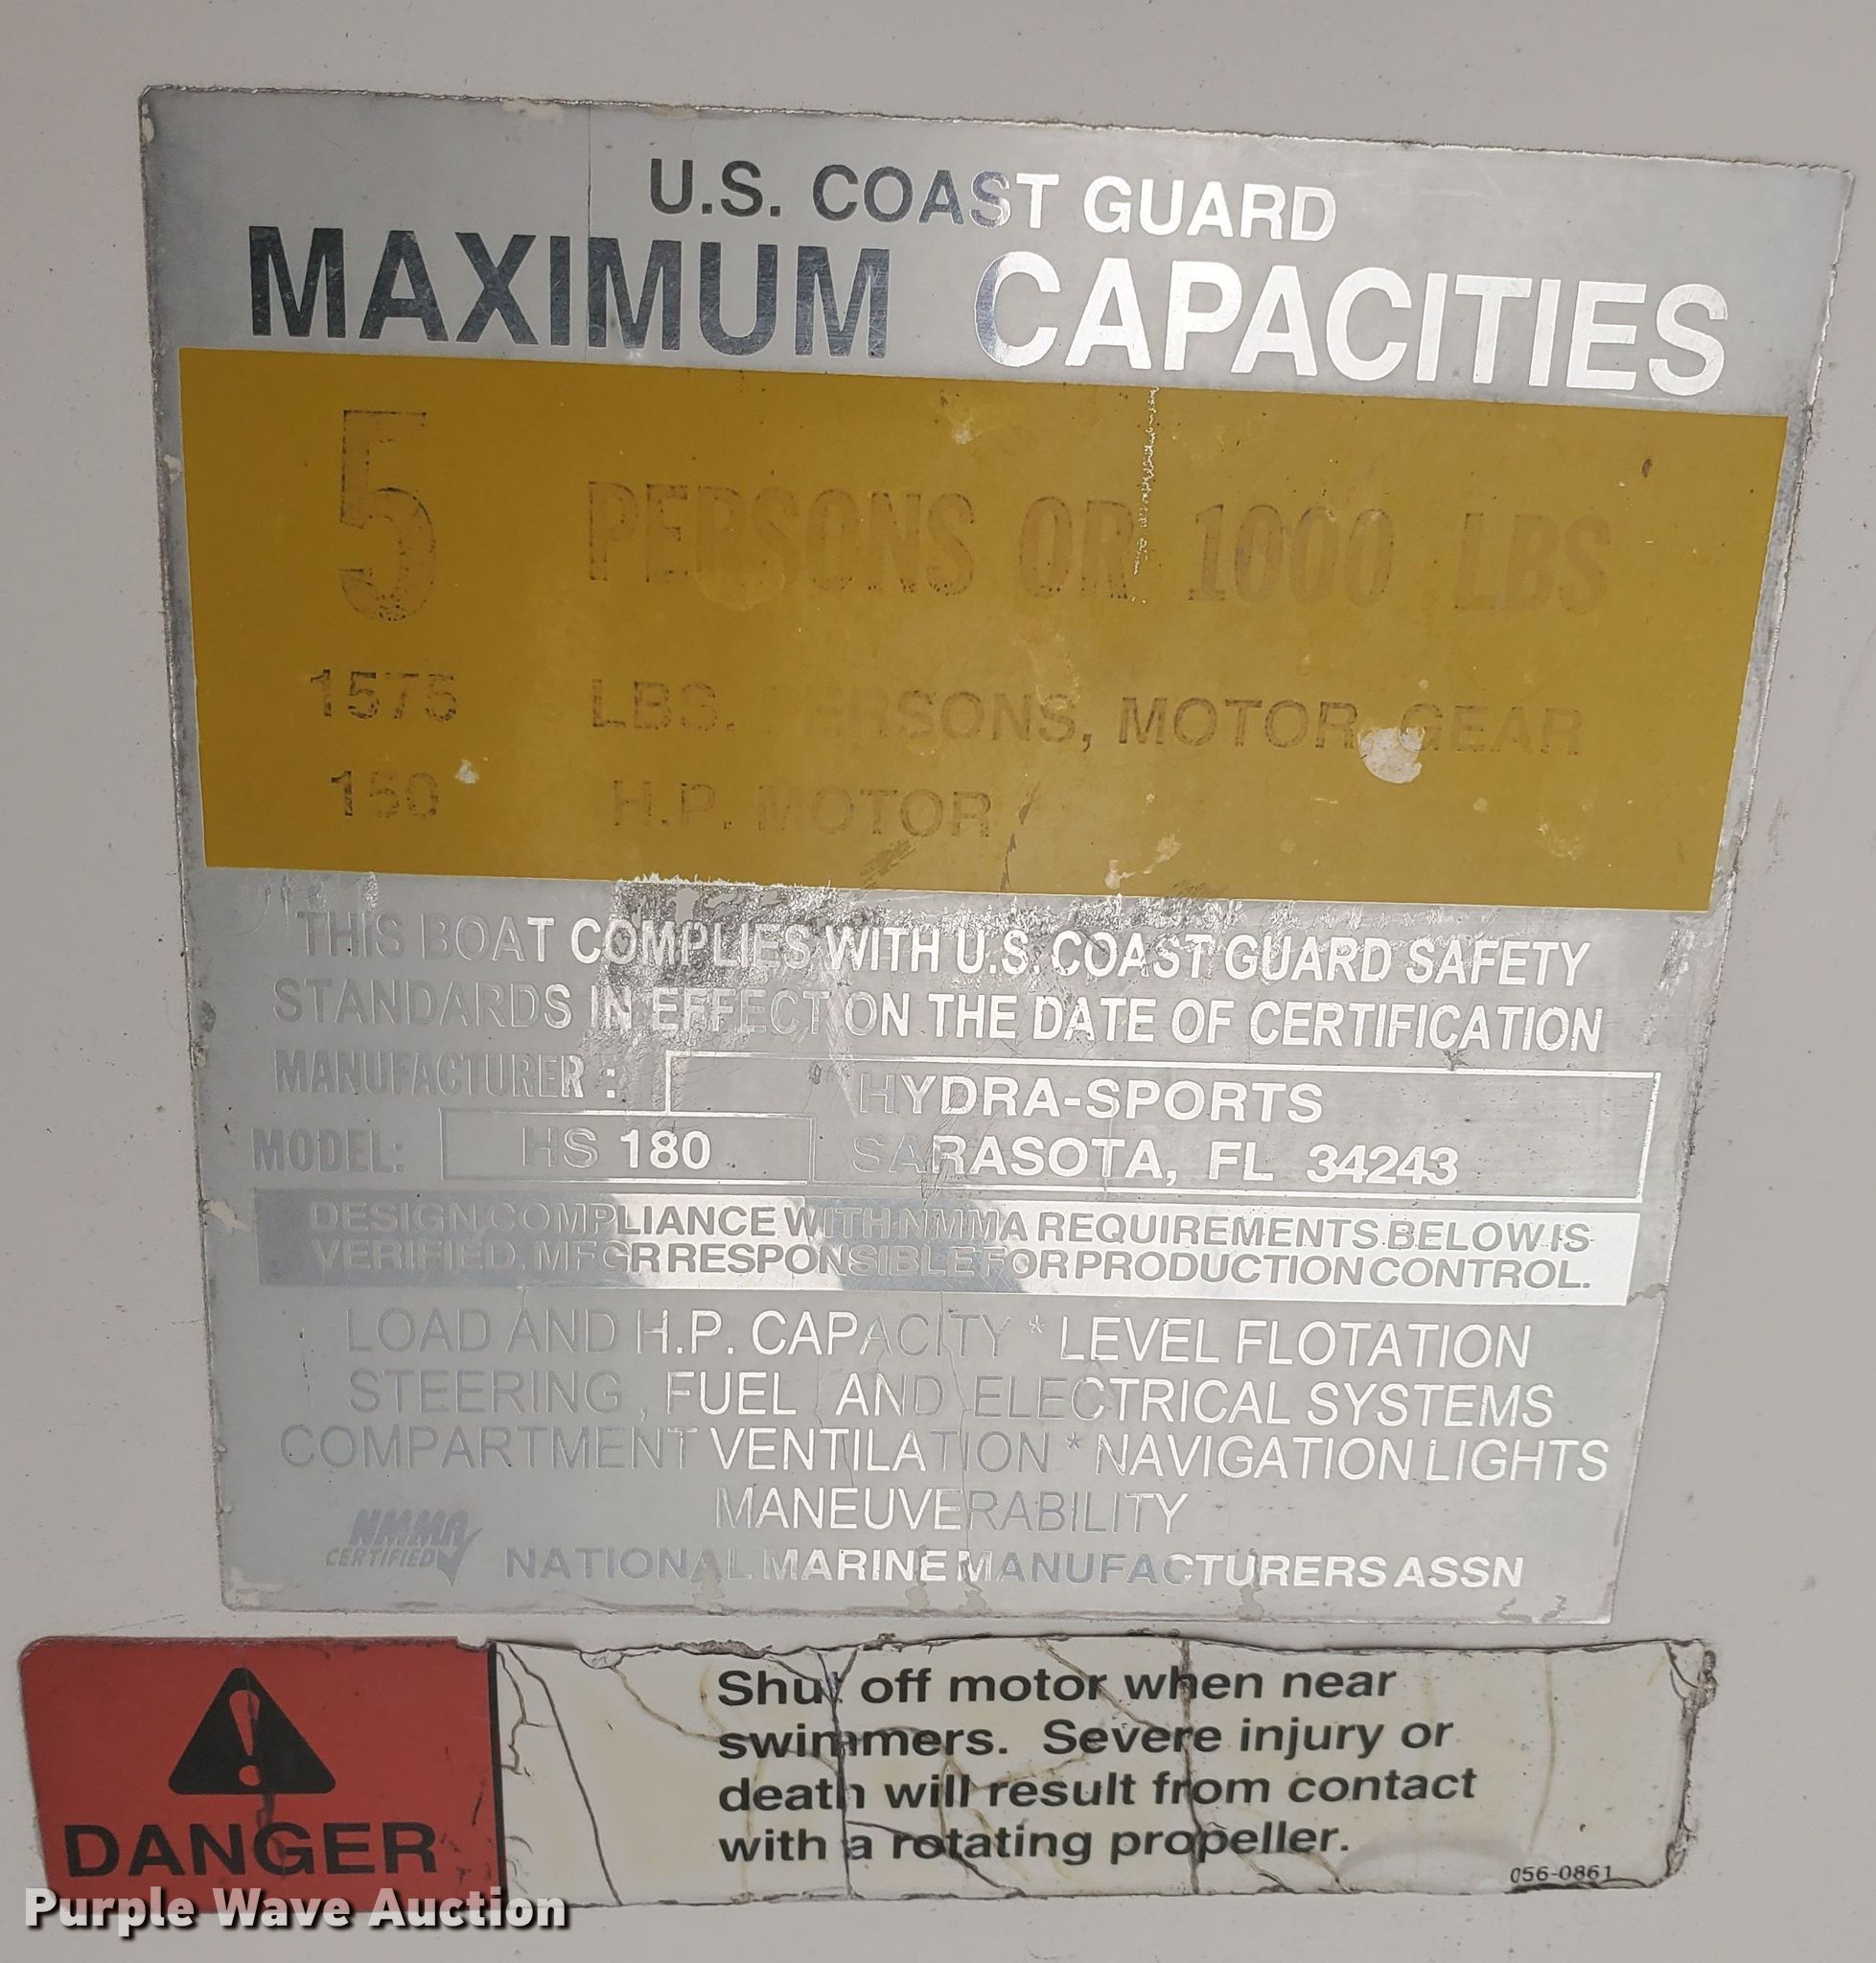 U.S. COAST GUARD
MAXIMUM CAPACITIES
5 PERSONS OR 1000 LBS
1575 LBS. PERSONS, MOTOR, GEAR
150 H.P. MOTOR
THIS BOAT COMPLIES WITH U.S. COAST GUARD SAFETY
STANDARDS IN EFFECT ON THE DATE OF CERTIFICATION
MANUFACTURER : HYDRA-SPORTS
MODEL: HS 180 SARASOTA, FL 34243
DESIGN COMPLIANCE WITH NMMA REQUIREMENTS BELOW IS
VERIFIED. MFGR RESPONSIBLE FOR PRODUCTION CONTROL.
LOAD AND H.P. CAPACITY * LEVEL FLOTATION
STEERING, FUEL AND ELECTRICAL SYSTEMS
COMPARTMENT VENTILATION * NAVIGATION LIGHTS
MANEUVERABILITY
NMMA
CERTIFIED
NATIONAL MARINE MANUFACTURERS ASSN
DANGER
Shut off motor when near
swimmers. Severe injury or
death will result from contact
with a rotating propeller.
056-0861
Purple Wave Auction